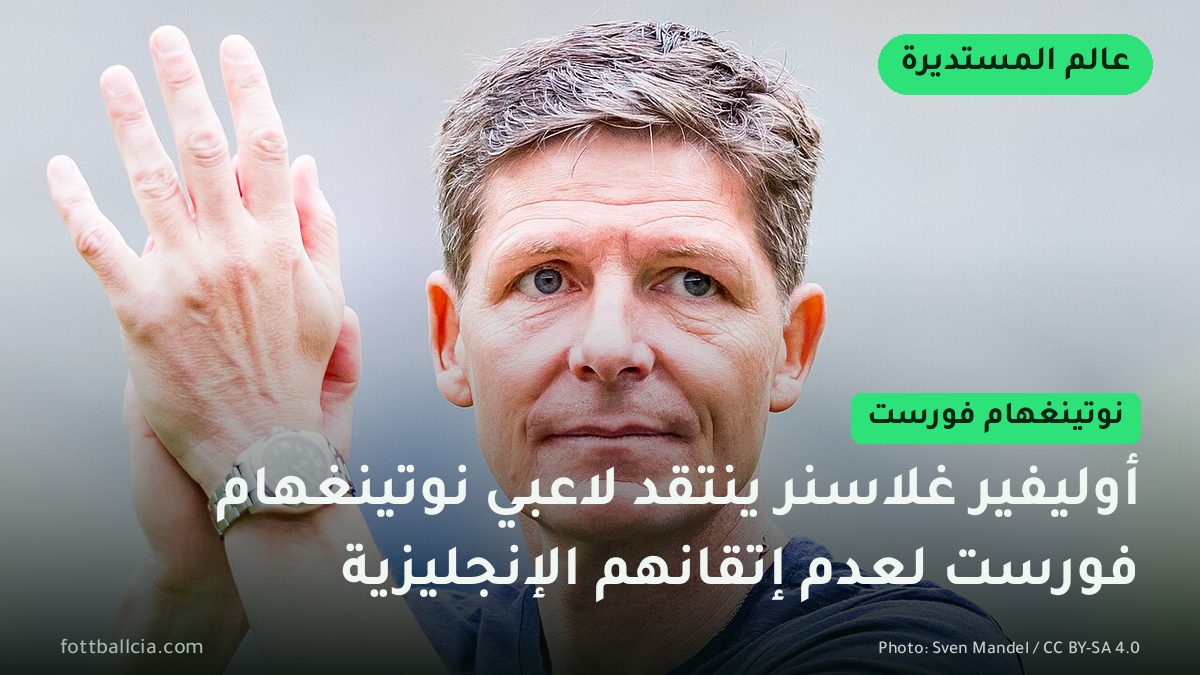 عالم المستديرة
نوتينغهام فورست
أوليفير غلاسنر ينتقد لاعبي نوتينغهام
فورست لعدم إتقانهم الإنجليزية
fottballcia.com
Photo: Sven Mandel / CC BY-SA 4.0